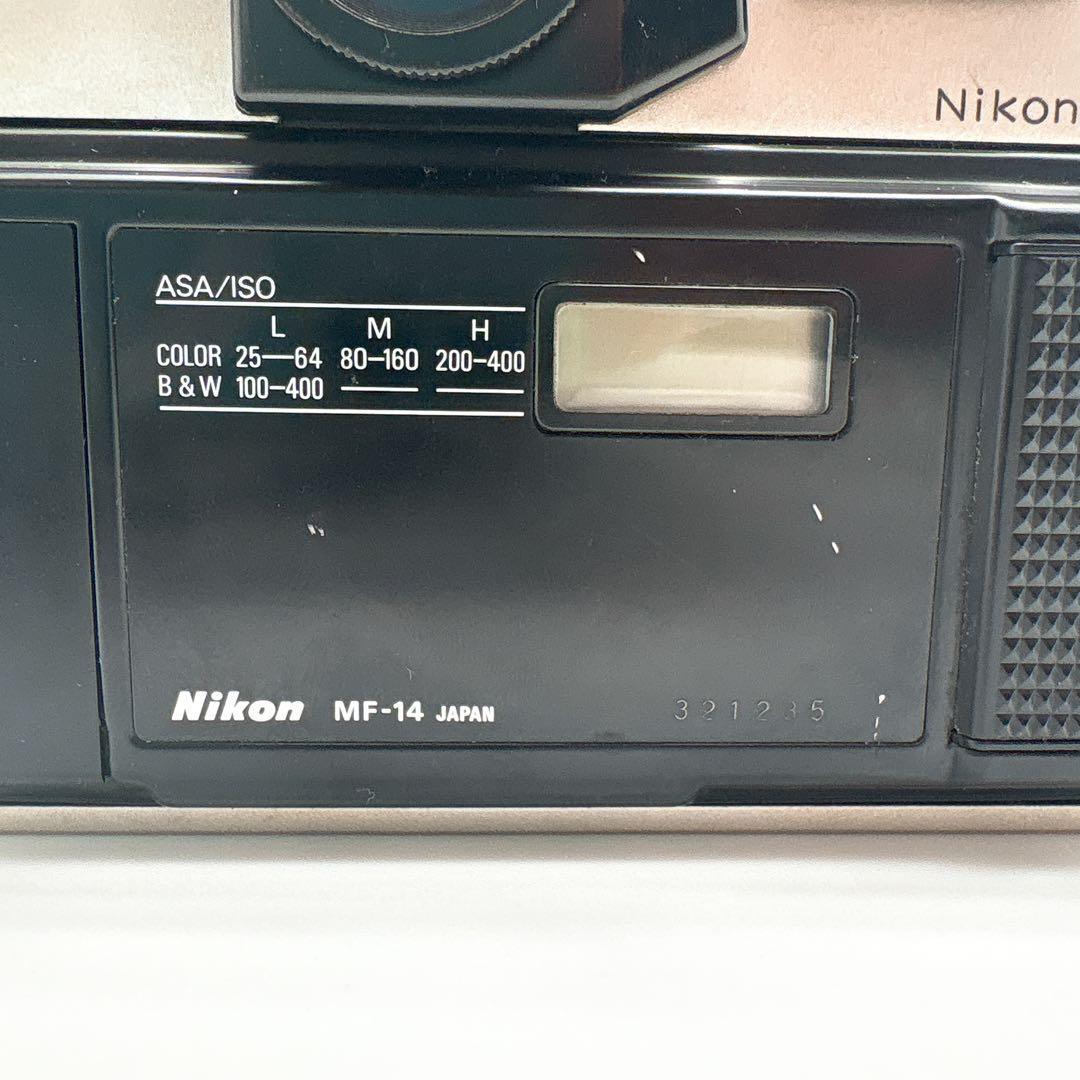 Nikon
ASA/ISO
L M H
COLOR 25—64 80–160 200–400
B & W 100–400 —— ——
Nikon MF-14 JAPAN 321235